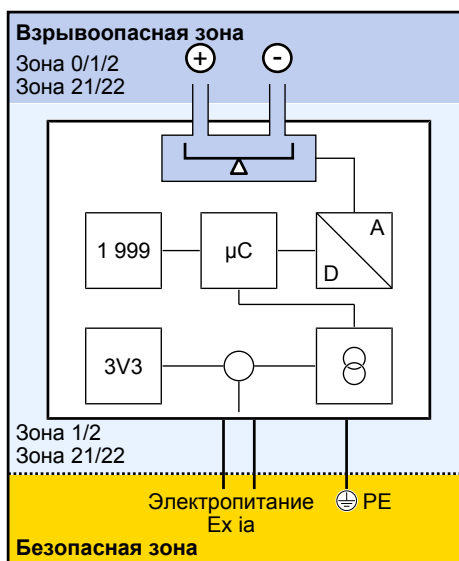 Взрывоопасная зона
Зона 0/1/2
Зона 21/22
+ -
Δ
1 999
µC
A
D
3V3
Зона 1/2
Зона 21/22
Электропитание
Ex ia
PE
Безопасная зона